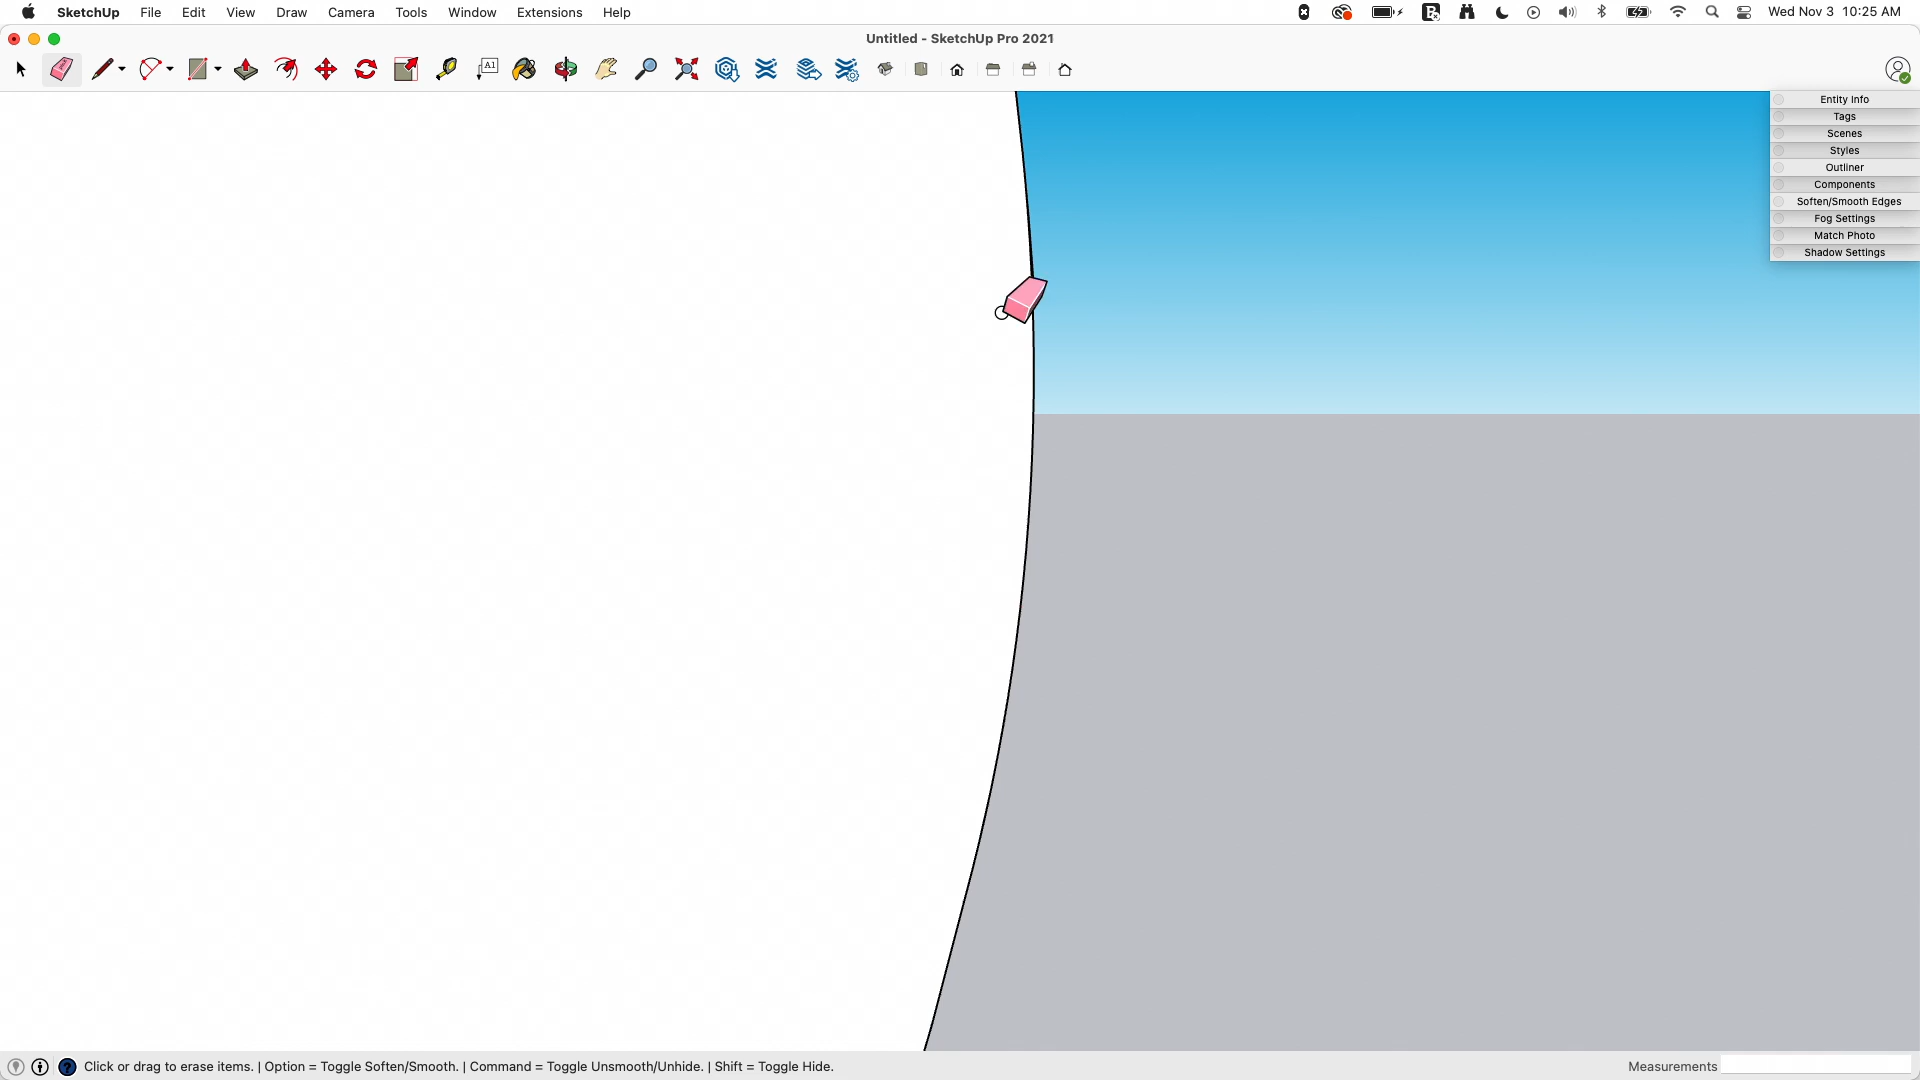 SketchUp File Edit View Draw Camera Tools Window Extensions Help Wed Nov 3 10:25 AM
Untitled - SketchUp Pro 2021
A1
Entity Info
Tags
Scenes
Styles
Outliner
Components
Soften/Smooth Edges
Fog Settings
Match Photo
Shadow Settings
Click or drag to erase items. | Option = Toggle Soften/Smooth. | Command = Toggle Unsmooth/Unhide. | Shift = Toggle Hide. Measurements